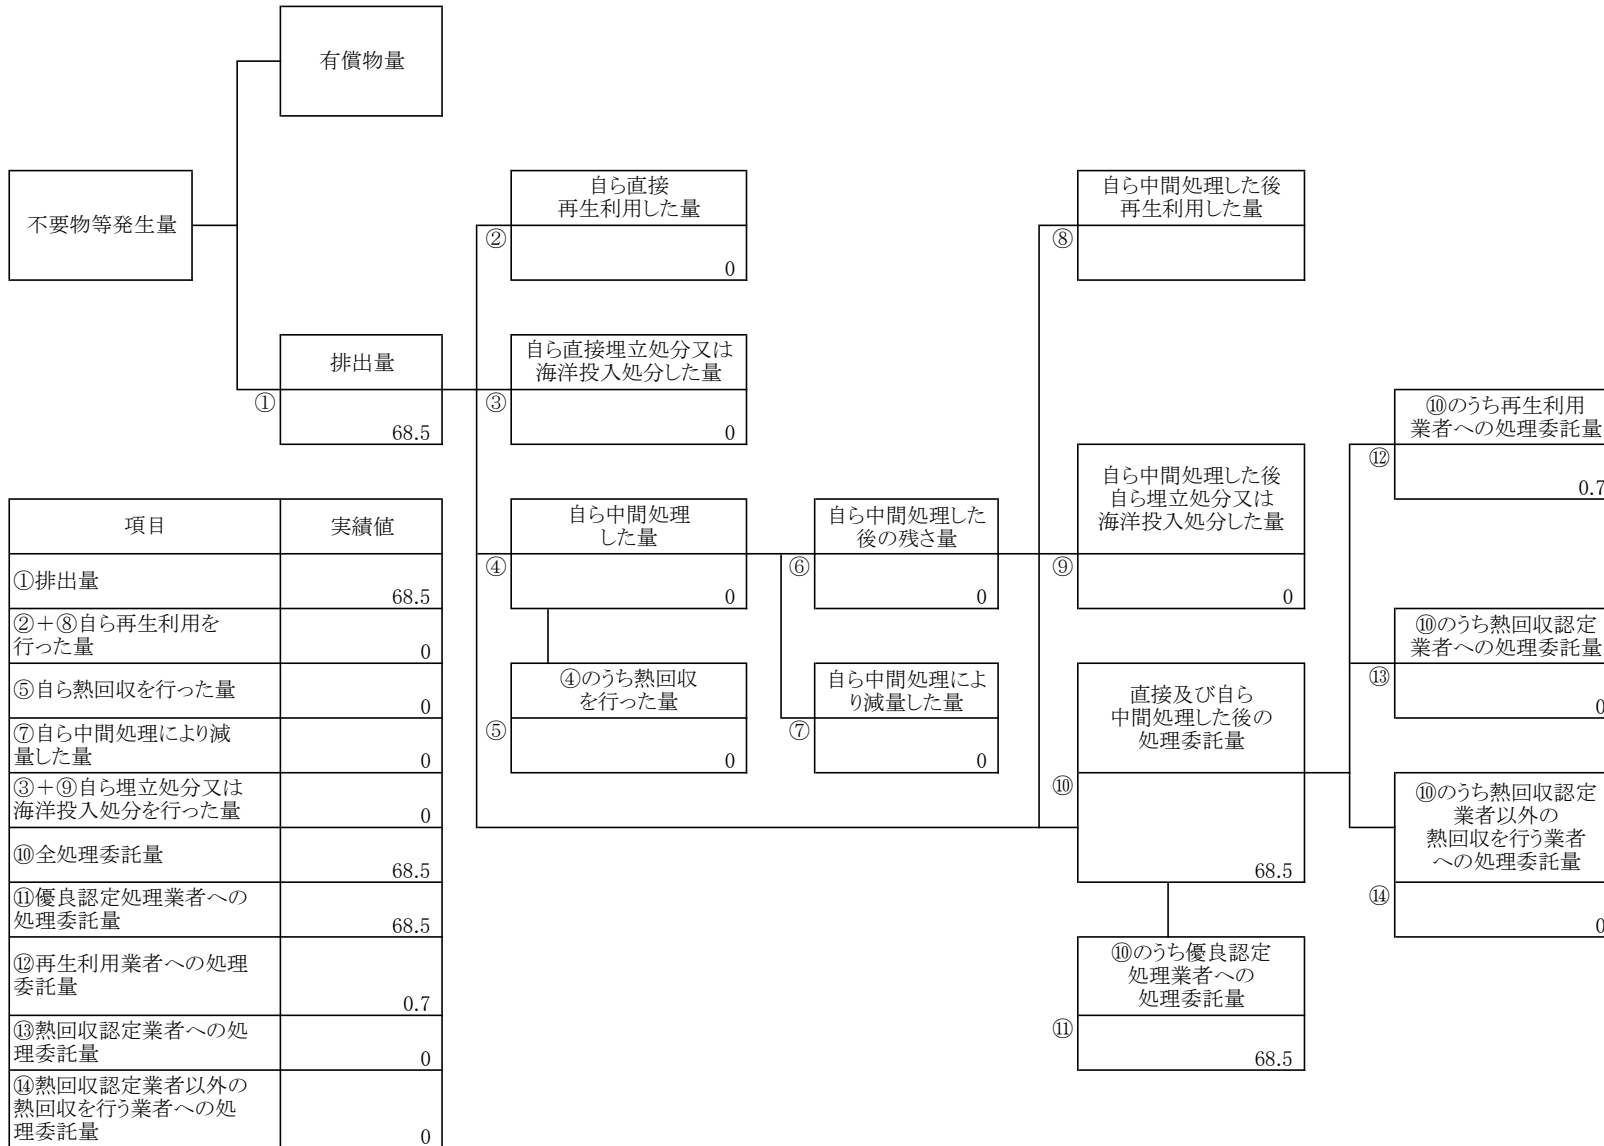 有償物量
不要物等発生量
自ら直接
再生利用した量
②
0
自ら中間処理した後
再生利用した量
⑧
排出量
①
68.5
自ら直接埋立処分又は
海洋投入処分した量
③
0
⑩のうち再生利用
業者への処理委託量
⑫
0.7
自ら中間処理
した量
④
0
自ら中間処理した
後の残さ量
⑥
0
自ら中間処理した後
自ら埋立処分又は
海洋投入処分した量
⑨
0
⑩のうち熱回収認定
業者への処理委託量
⑬
0
④のうち熱回収
を行った量
⑤
0
自ら中間処理によ
り減量した量
⑦
0
直接及び自ら
中間処理した後の
処理委託量
⑩
68.5
⑩のうち熱回収認定
業者以外の
熱回収を行う業者
への処理委託量
⑭
0
⑩のうち優良認定
処理業者への
処理委託量
⑪
68.5
項目 実績値
①排出量 68.5
②+⑧自ら再生利用を
行った量 0
⑤自ら熱回収を行った量 0
⑦自ら中間処理により減
量した量 0
③+⑨自ら埋立処分又は
海洋投入処分を行った量 0
⑩全処理委託量 68.5
⑪優良認定処理業者への
処理委託量 68.5
⑫再生利用業者への処理
委託量 0.7
⑬熱回収認定業者への処
理委託量 0
⑭熱回収認定業者以外の
熱回収を行う業者への処
理委託量 0